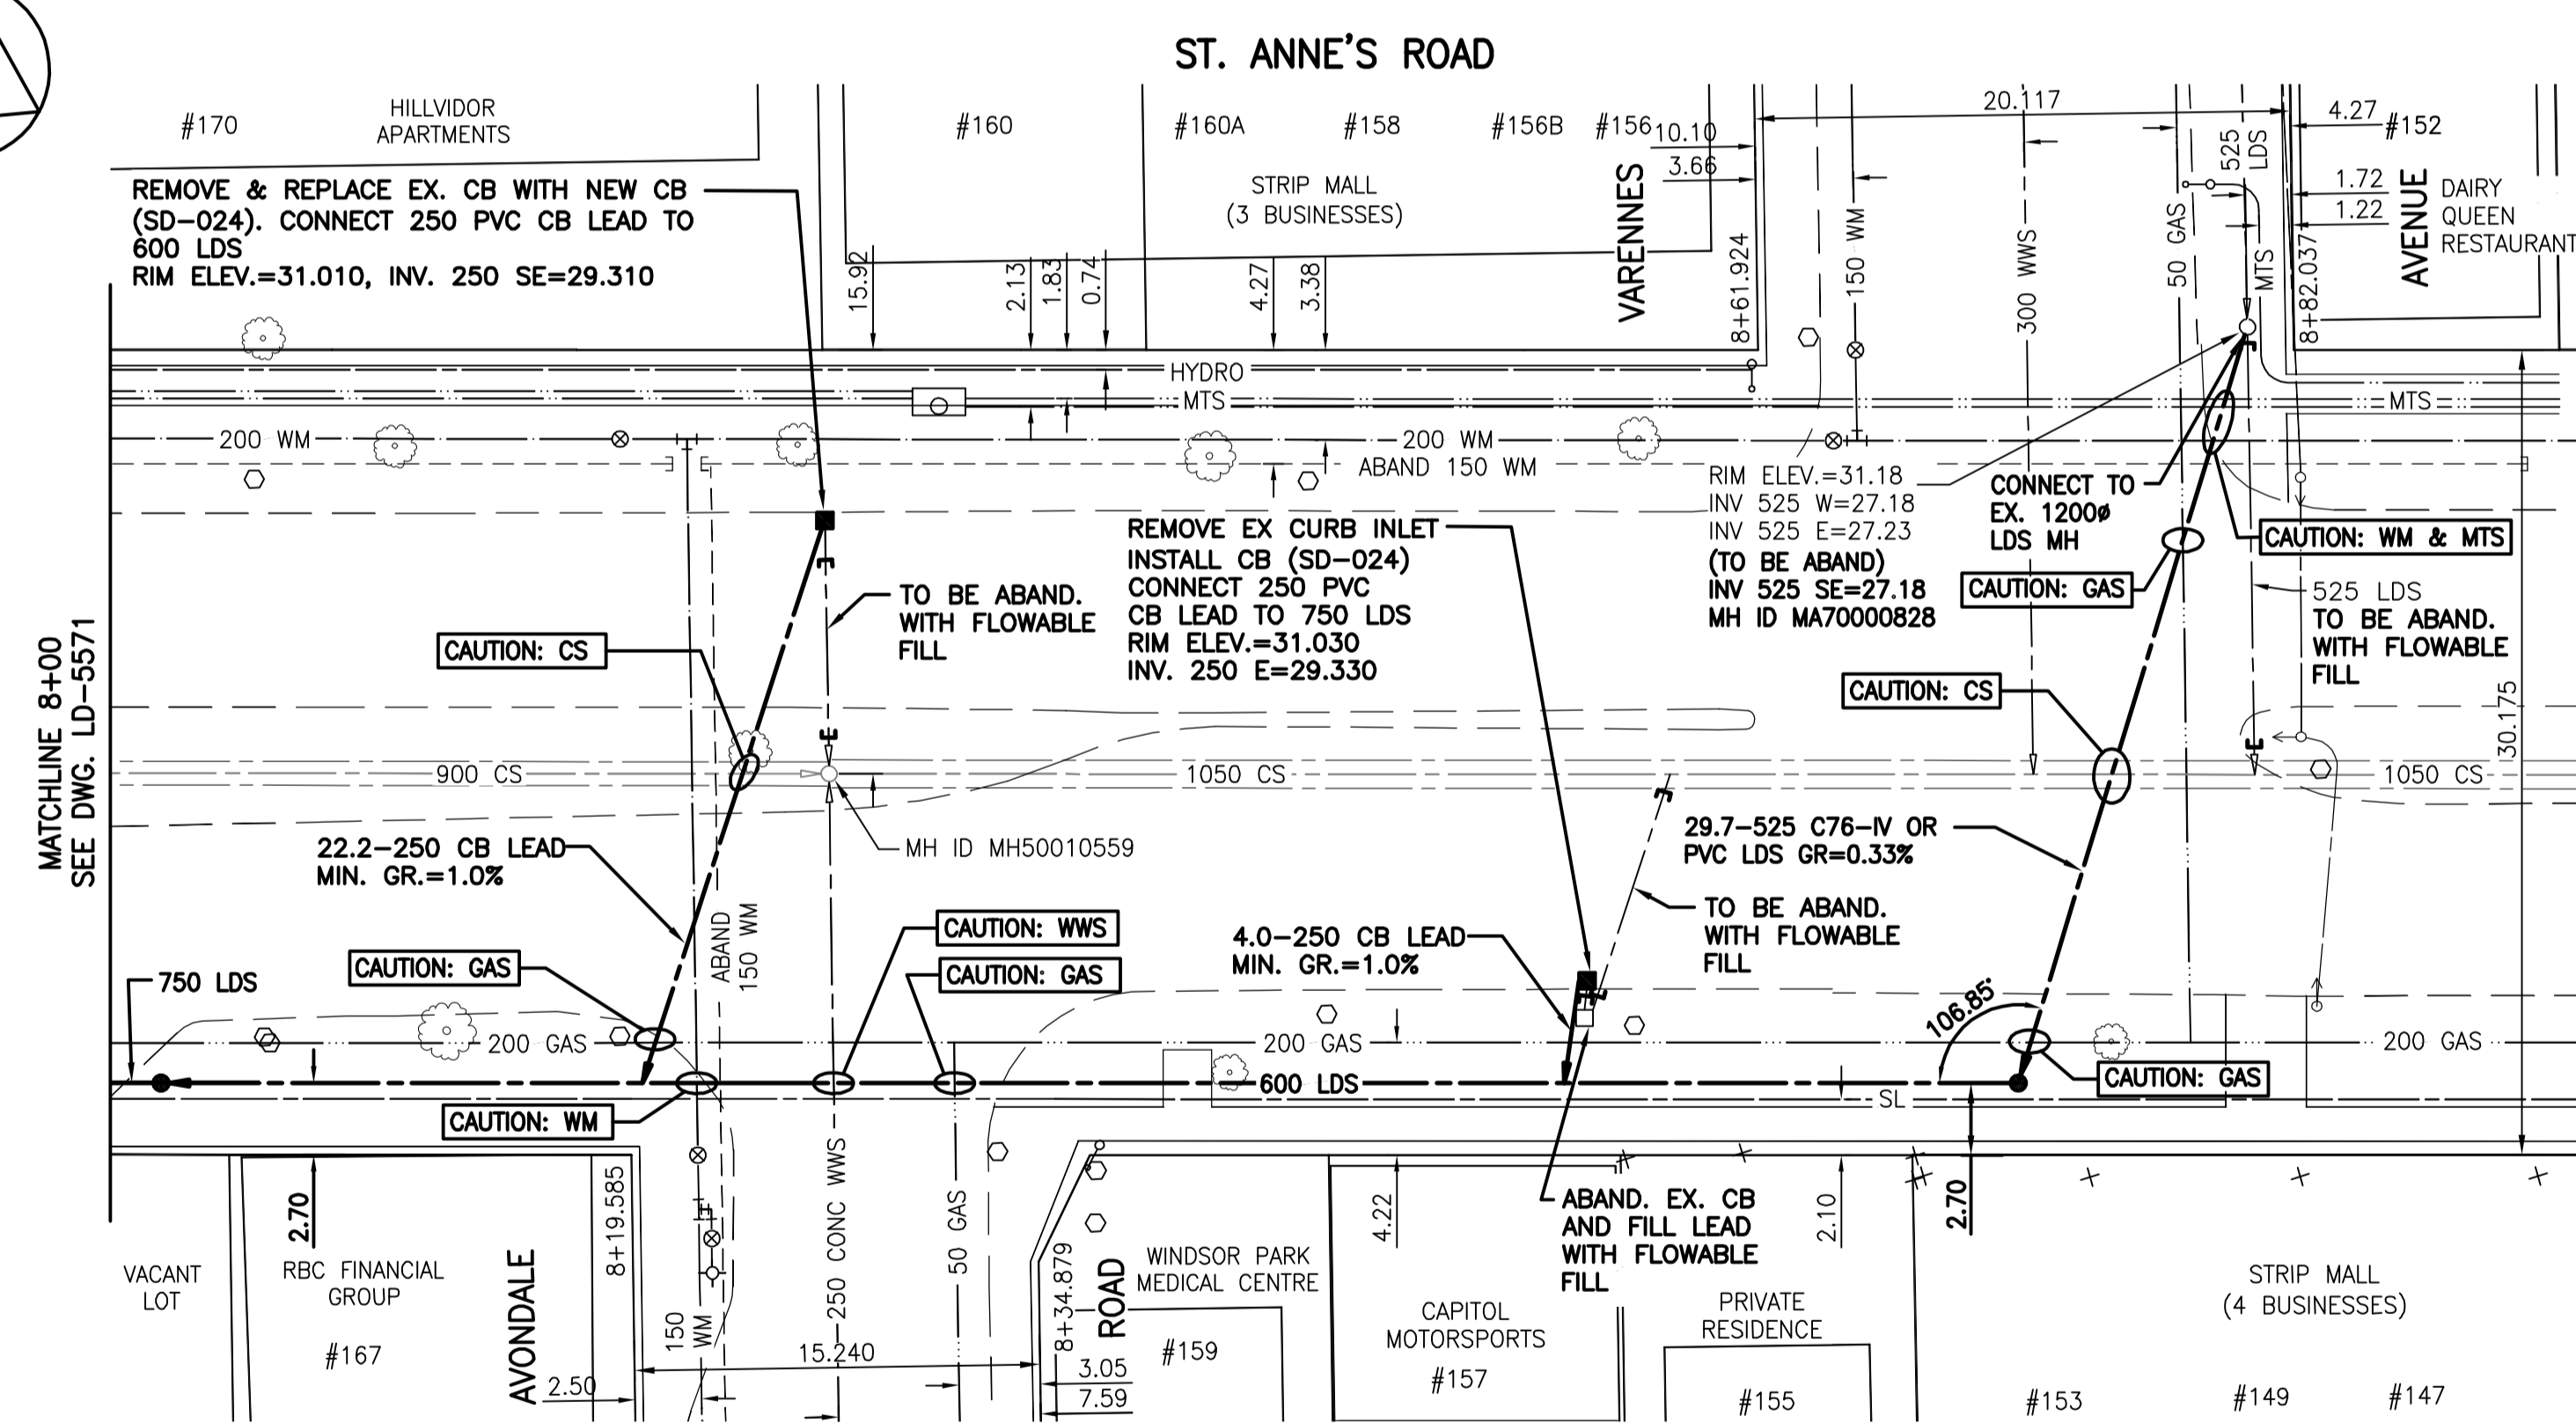 ST. ANNE'S ROAD
#170
HILLVIDOR
APARTMENTS
#160
#160A
#158
#156B
#156
10.10
3.66
20.117
4.27
#152
1.72
1.22
DAIRY
QUEEN
RESTAURANT
STRIP MALL
(3 BUSINESSES)
VARENNES
AVENUE
REMOVE & REPLACE EX. CB WITH NEW CB
(SD-024). CONNECT 250 PVC CB LEAD TO
600 LDS
RIM ELEV.=31.010, INV. 250 SE=29.310
15.92
2.13
1.83
0.74
4.27
3.38
8+61.924
150 WM
300 WWS
50 GAS
525
LDS
MTS
8+82.037
HYDRO
MTS
MTS
200 WM
200 WM
ABAND 150 WM
RIM ELEV.=31.18
INV 525 W=27.18
INV 525 E=27.23
(TO BE ABAND)
INV 525 SE=27.18
MH ID MA70000828
CONNECT TO
EX. 1200ø
LDS MH
CAUTION: WM & MTS
CAUTION: GAS
525 LDS
TO BE ABAND.
WITH FLOWABLE
FILL
REMOVE EX CURB INLET
INSTALL CB (SD-024)
CONNECT 250 PVC
CB LEAD TO 750 LDS
RIM ELEV.=31.030
INV. 250 E=29.330
TO BE ABAND.
WITH FLOWABLE
FILL
CAUTION: CS
CAUTION: CS
30.175
MATCHLINE 8+00
SEE DWG. LD-5571
900 CS
1050 CS
1050 CS
MH ID MH50010559
22.2-250 CB LEAD
MIN. GR.=1.0%
29.7-525 C76-IV OR
PVC LDS GR=0.33%
ABAND
150 WM
CAUTION: WWS
CAUTION: GAS
CAUTION: GAS
4.0-250 CB LEAD
MIN. GR.=1.0%
TO BE ABAND.
WITH FLOWABLE
FILL
750 LDS
106.85°
200 GAS
200 GAS
200 GAS
600 LDS
CAUTION: GAS
SL
CAUTION: WM
2.70
8+19.585
250 CONC WWS
50 GAS
4.22
2.10
2.70
ABAND. EX. CB
AND FILL LEAD
WITH FLOWABLE
FILL
VACANT
LOT
RBC FINANCIAL
GROUP
#167
AVONDALE
2.50
150
WM
15.240
8+34.879
ROAD
3.05
7.59
WINDSOR PARK
MEDICAL CENTRE
#159
CAPITOL
MOTORSPORTS
#157
PRIVATE
RESIDENCE
#155
STRIP MALL
(4 BUSINESSES)
#153
#149
#147